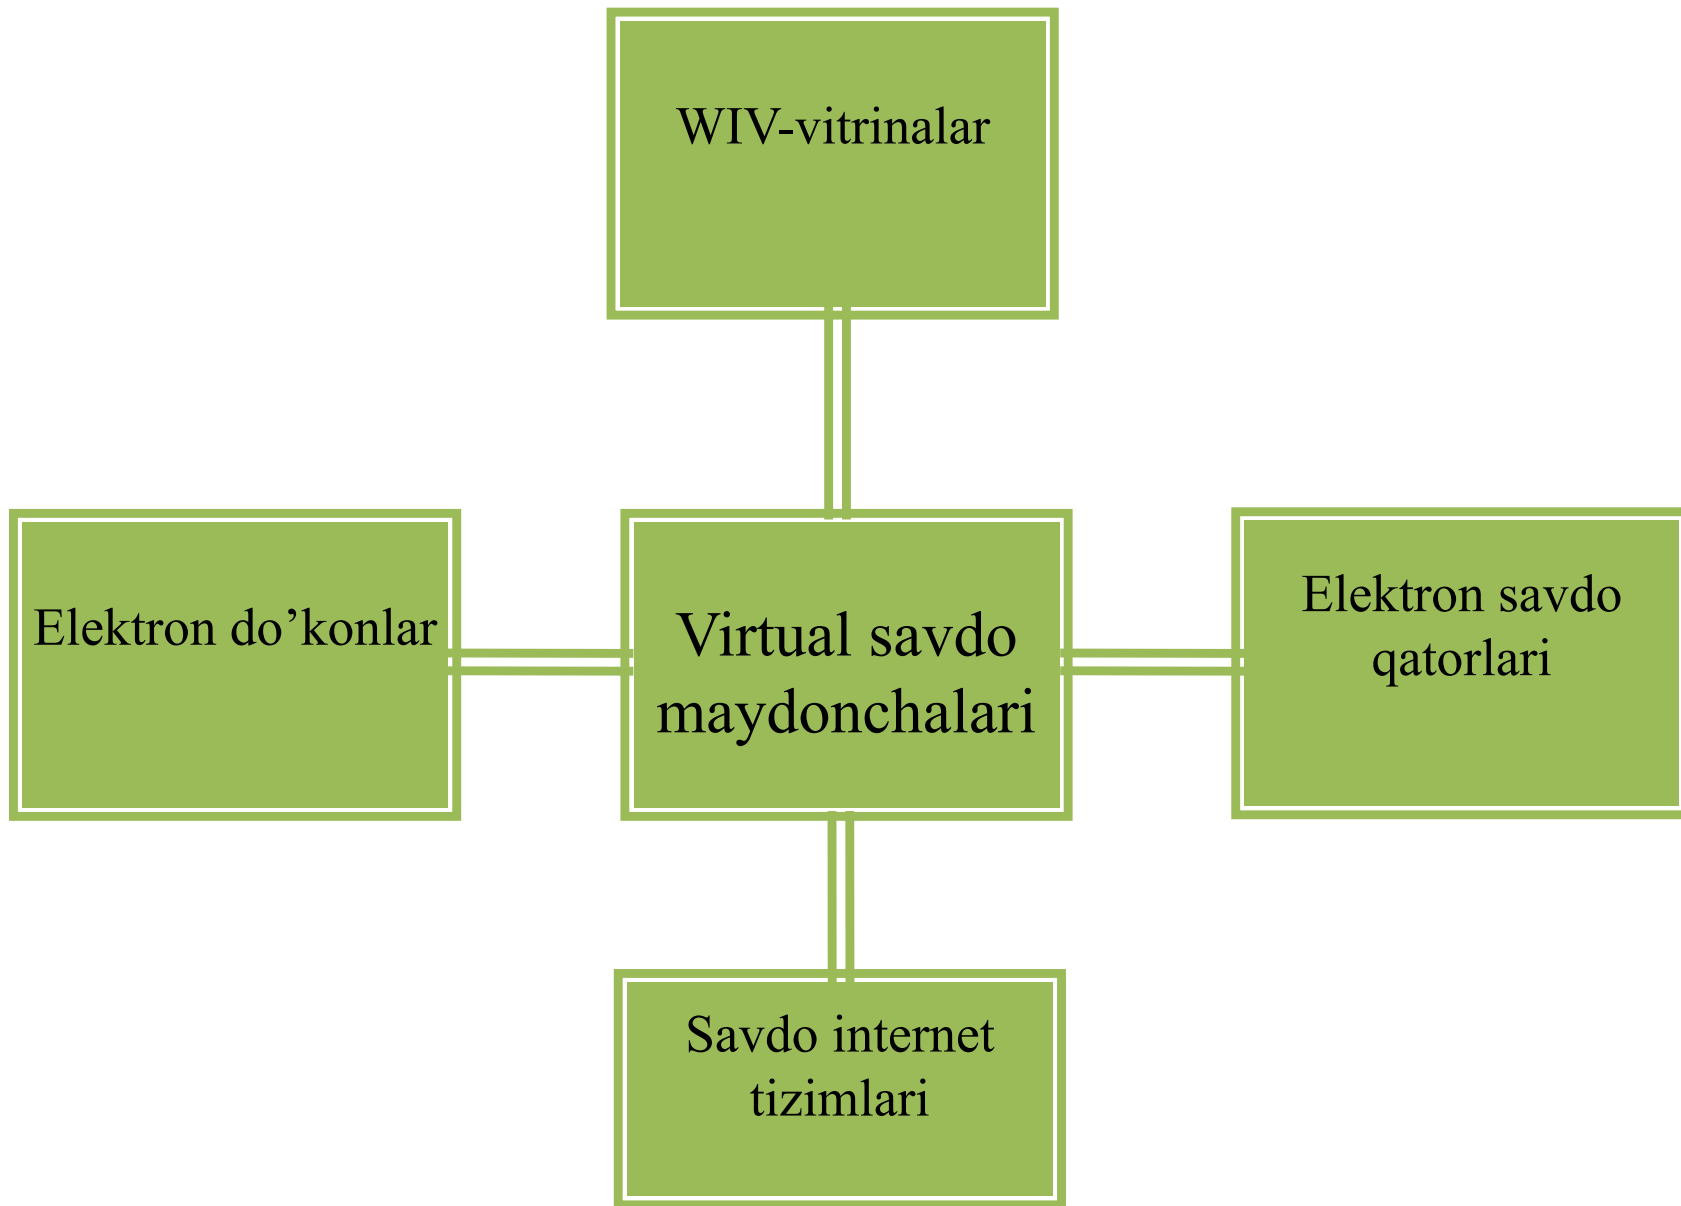 WIV-vitrinalar
Elektron do’konlar
Virtual savdo
maydonchalari
Elektron savdo
qatorlari
Savdo internet
tizimlari